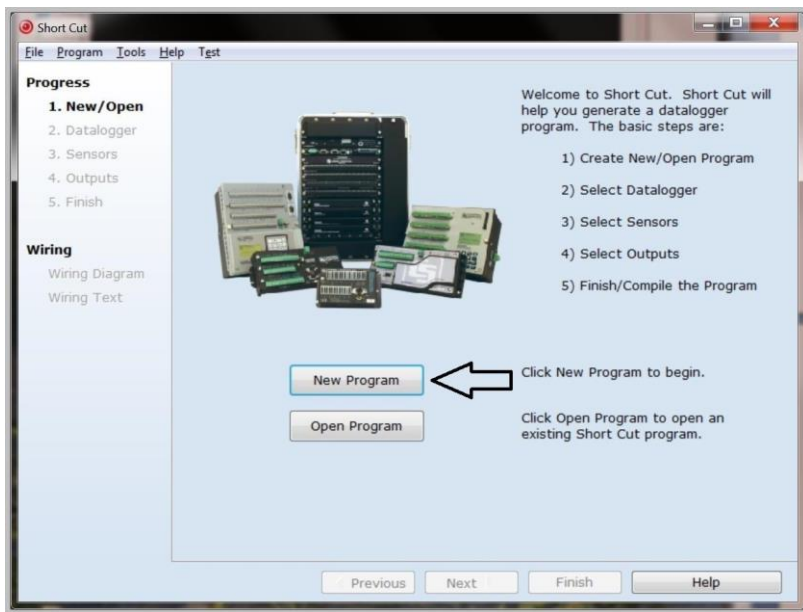 Short Cut
File Program Tools Help Test
Progress
1. New/Open
2. Datalogger
3. Sensors
4. Outputs
5. Finish
Wiring
Wiring Diagram
Wiring Text
Welcome to Short Cut. Short Cut will
help you generate a datalogger
program. The basic steps are:
1) Create New/Open Program
2) Select Datalogger
3) Select Sensors
4) Select Outputs
5) Finish/Compile the Program
New Program
Click New Program to begin.
Open Program
Click Open Program to open an
existing Short Cut program.
Previous Next Finish Help